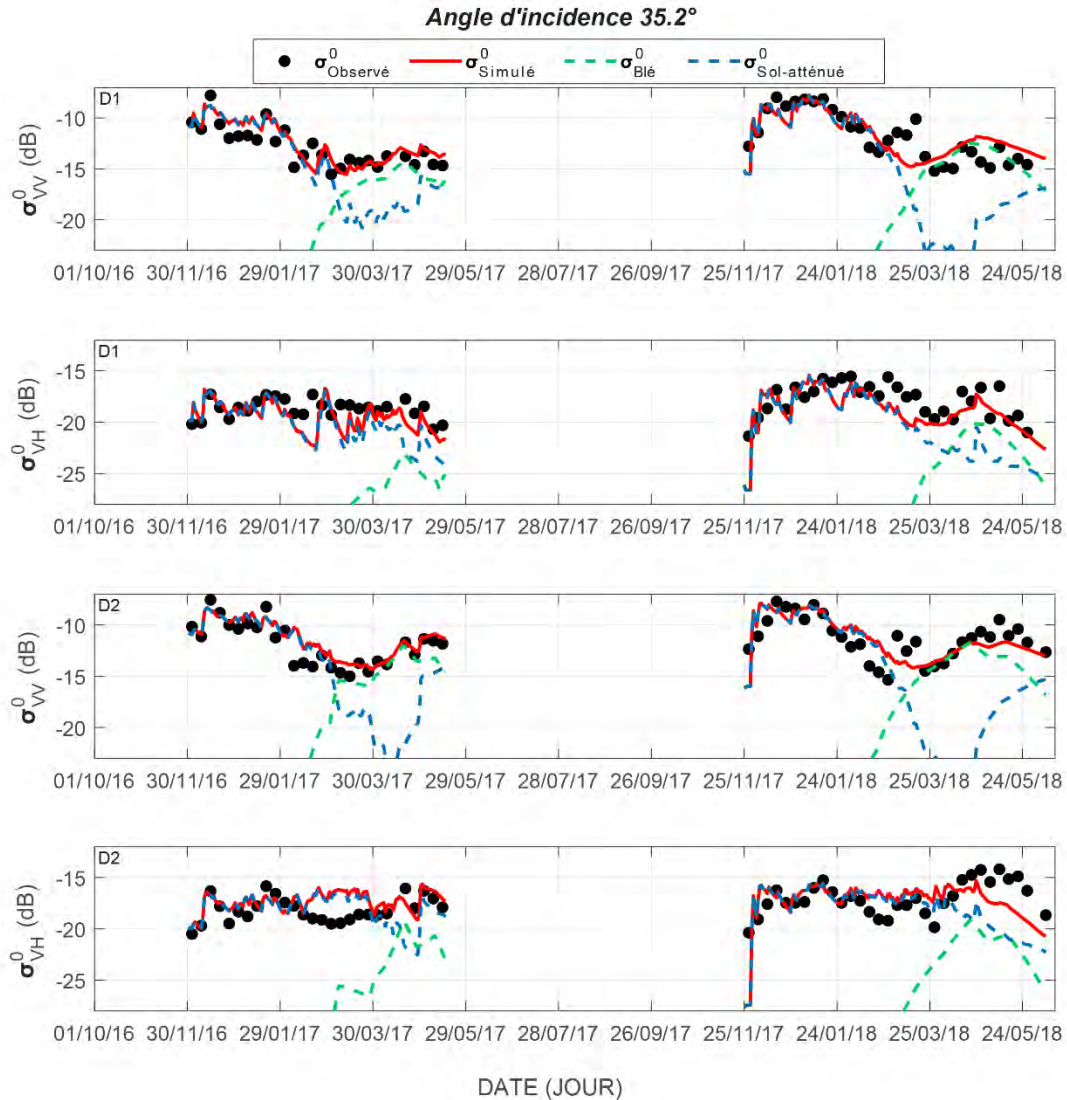 Angle d'incidence 35.2°
σ⁰Observé σ⁰Simulé σ⁰Blé σ⁰Sol-atténué
D1
-10
-15
-20
σ⁰VV (dB)
01/10/16 30/11/16 29/01/17 30/03/17 29/05/17 28/07/17 26/09/17 25/11/17 24/01/18 25/03/18 24/05/18
D1
-15
-20
-25
σ⁰VH (dB)
01/10/16 30/11/16 29/01/17 30/03/17 29/05/17 28/07/17 26/09/17 25/11/17 24/01/18 25/03/18 24/05/18
D2
-10
-15
-20
σ⁰VV (dB)
01/10/16 30/11/16 29/01/17 30/03/17 29/05/17 28/07/17 26/09/17 25/11/17 24/01/18 25/03/18 24/05/18
D2
-15
-20
-25
σ⁰VH (dB)
01/10/16 30/11/16 29/01/17 30/03/17 29/05/17 28/07/17 26/09/17 25/11/17 24/01/18 25/03/18 24/05/18
DATE (JOUR)